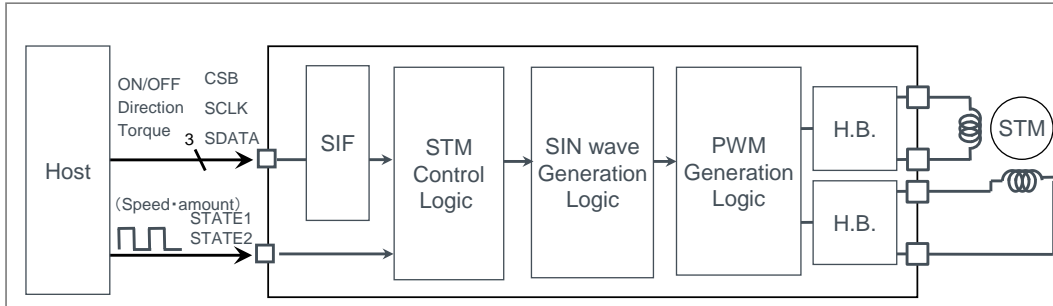 Host
ON/OFF
Direction
Torque
CSB
SCLK
3 SDATA
(Speed・amount)
STATE1
STATE2
SIF
STM
Control
Logic
SIN wave
Generation
Logic
PWM
Generation
Logic
H.B.
H.B.
STM